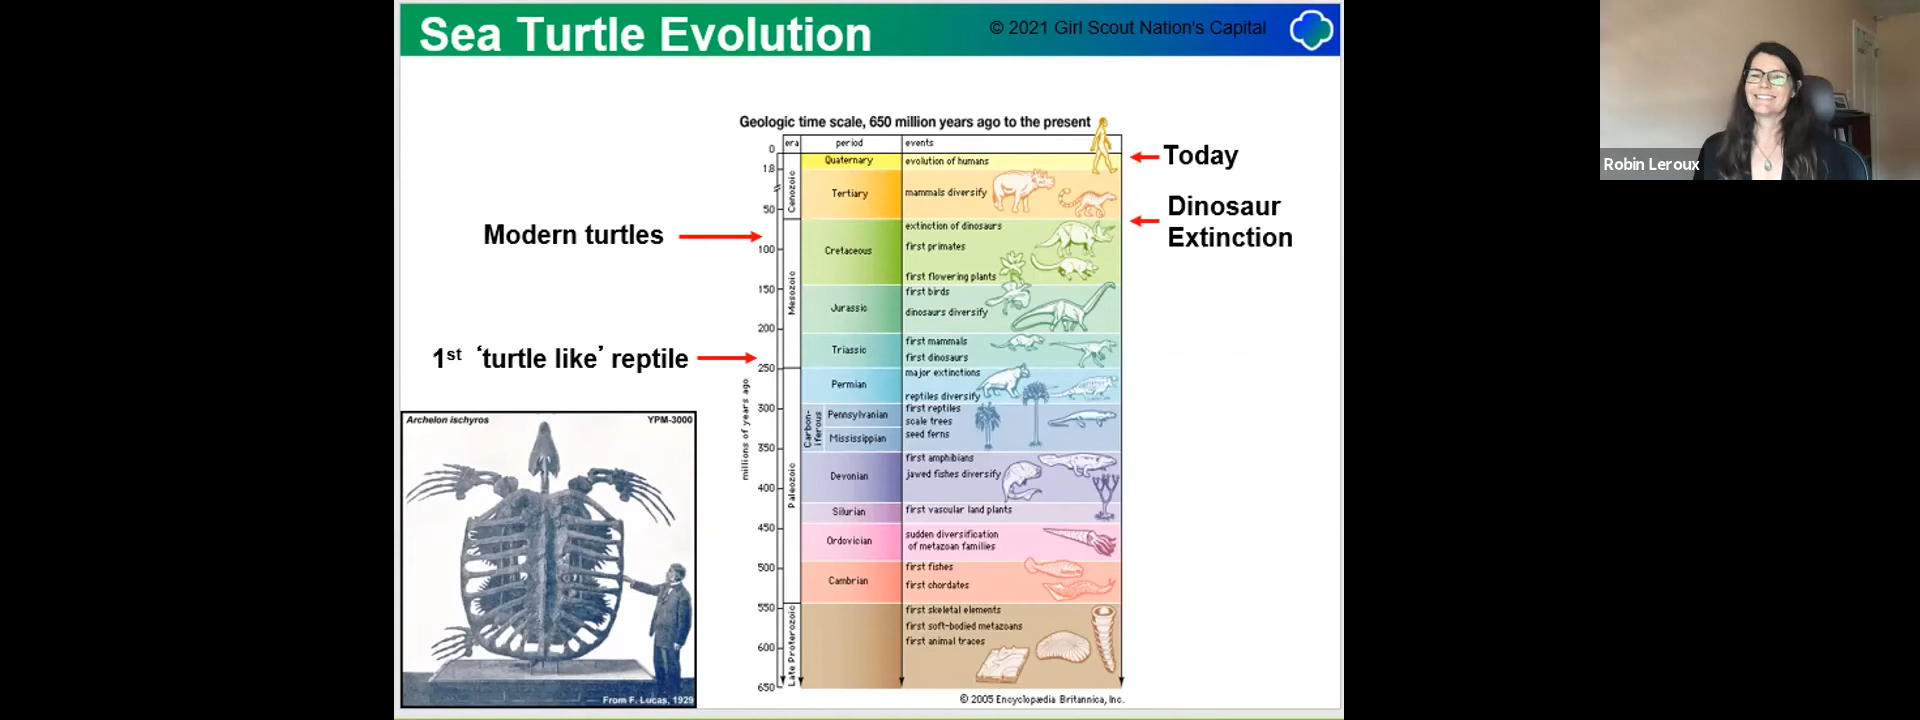 Sea Turtle Evolution
© 2021 Girl Scout Nation's Capital
Robin Leroux
Geologic time scale, 650 million years ago to the present
era period events
0
1.8
50
100
150
200
250
300
350
400
450
500
550
600
650
millions of years ago
Cenozoic
Mesozoic
Paleozoic
Late Proterozoic
Quaternary
evolution of humans
Tertiary
mammals diversify
Cretaceous
extinction of dinosaurs
first primates
first flowering plants
Jurassic
first birds
dinosaurs diversify
Triassic
first mammals
first dinosaurs
Permian
major extinctions
reptiles diversify
Carbon-
iferous
Pennsylvanian
Mississippian
first reptiles
scale trees
seed ferns
Devonian
first amphibians
jawed fishes diversify
Silurian
first vascular land plants
Ordovician
sudden diversification
of metazoan families
Cambrian
first fishes
first chordates
first skeletal elements
first soft-bodied metazoans
first animal traces
© 2005 Encyclopædia Britannica, Inc.
Today
Dinosaur
Extinction
Modern turtles
1st ‘turtle like’ reptile
Archelon ischyros YPM-3000
From F. Lucas, 1929